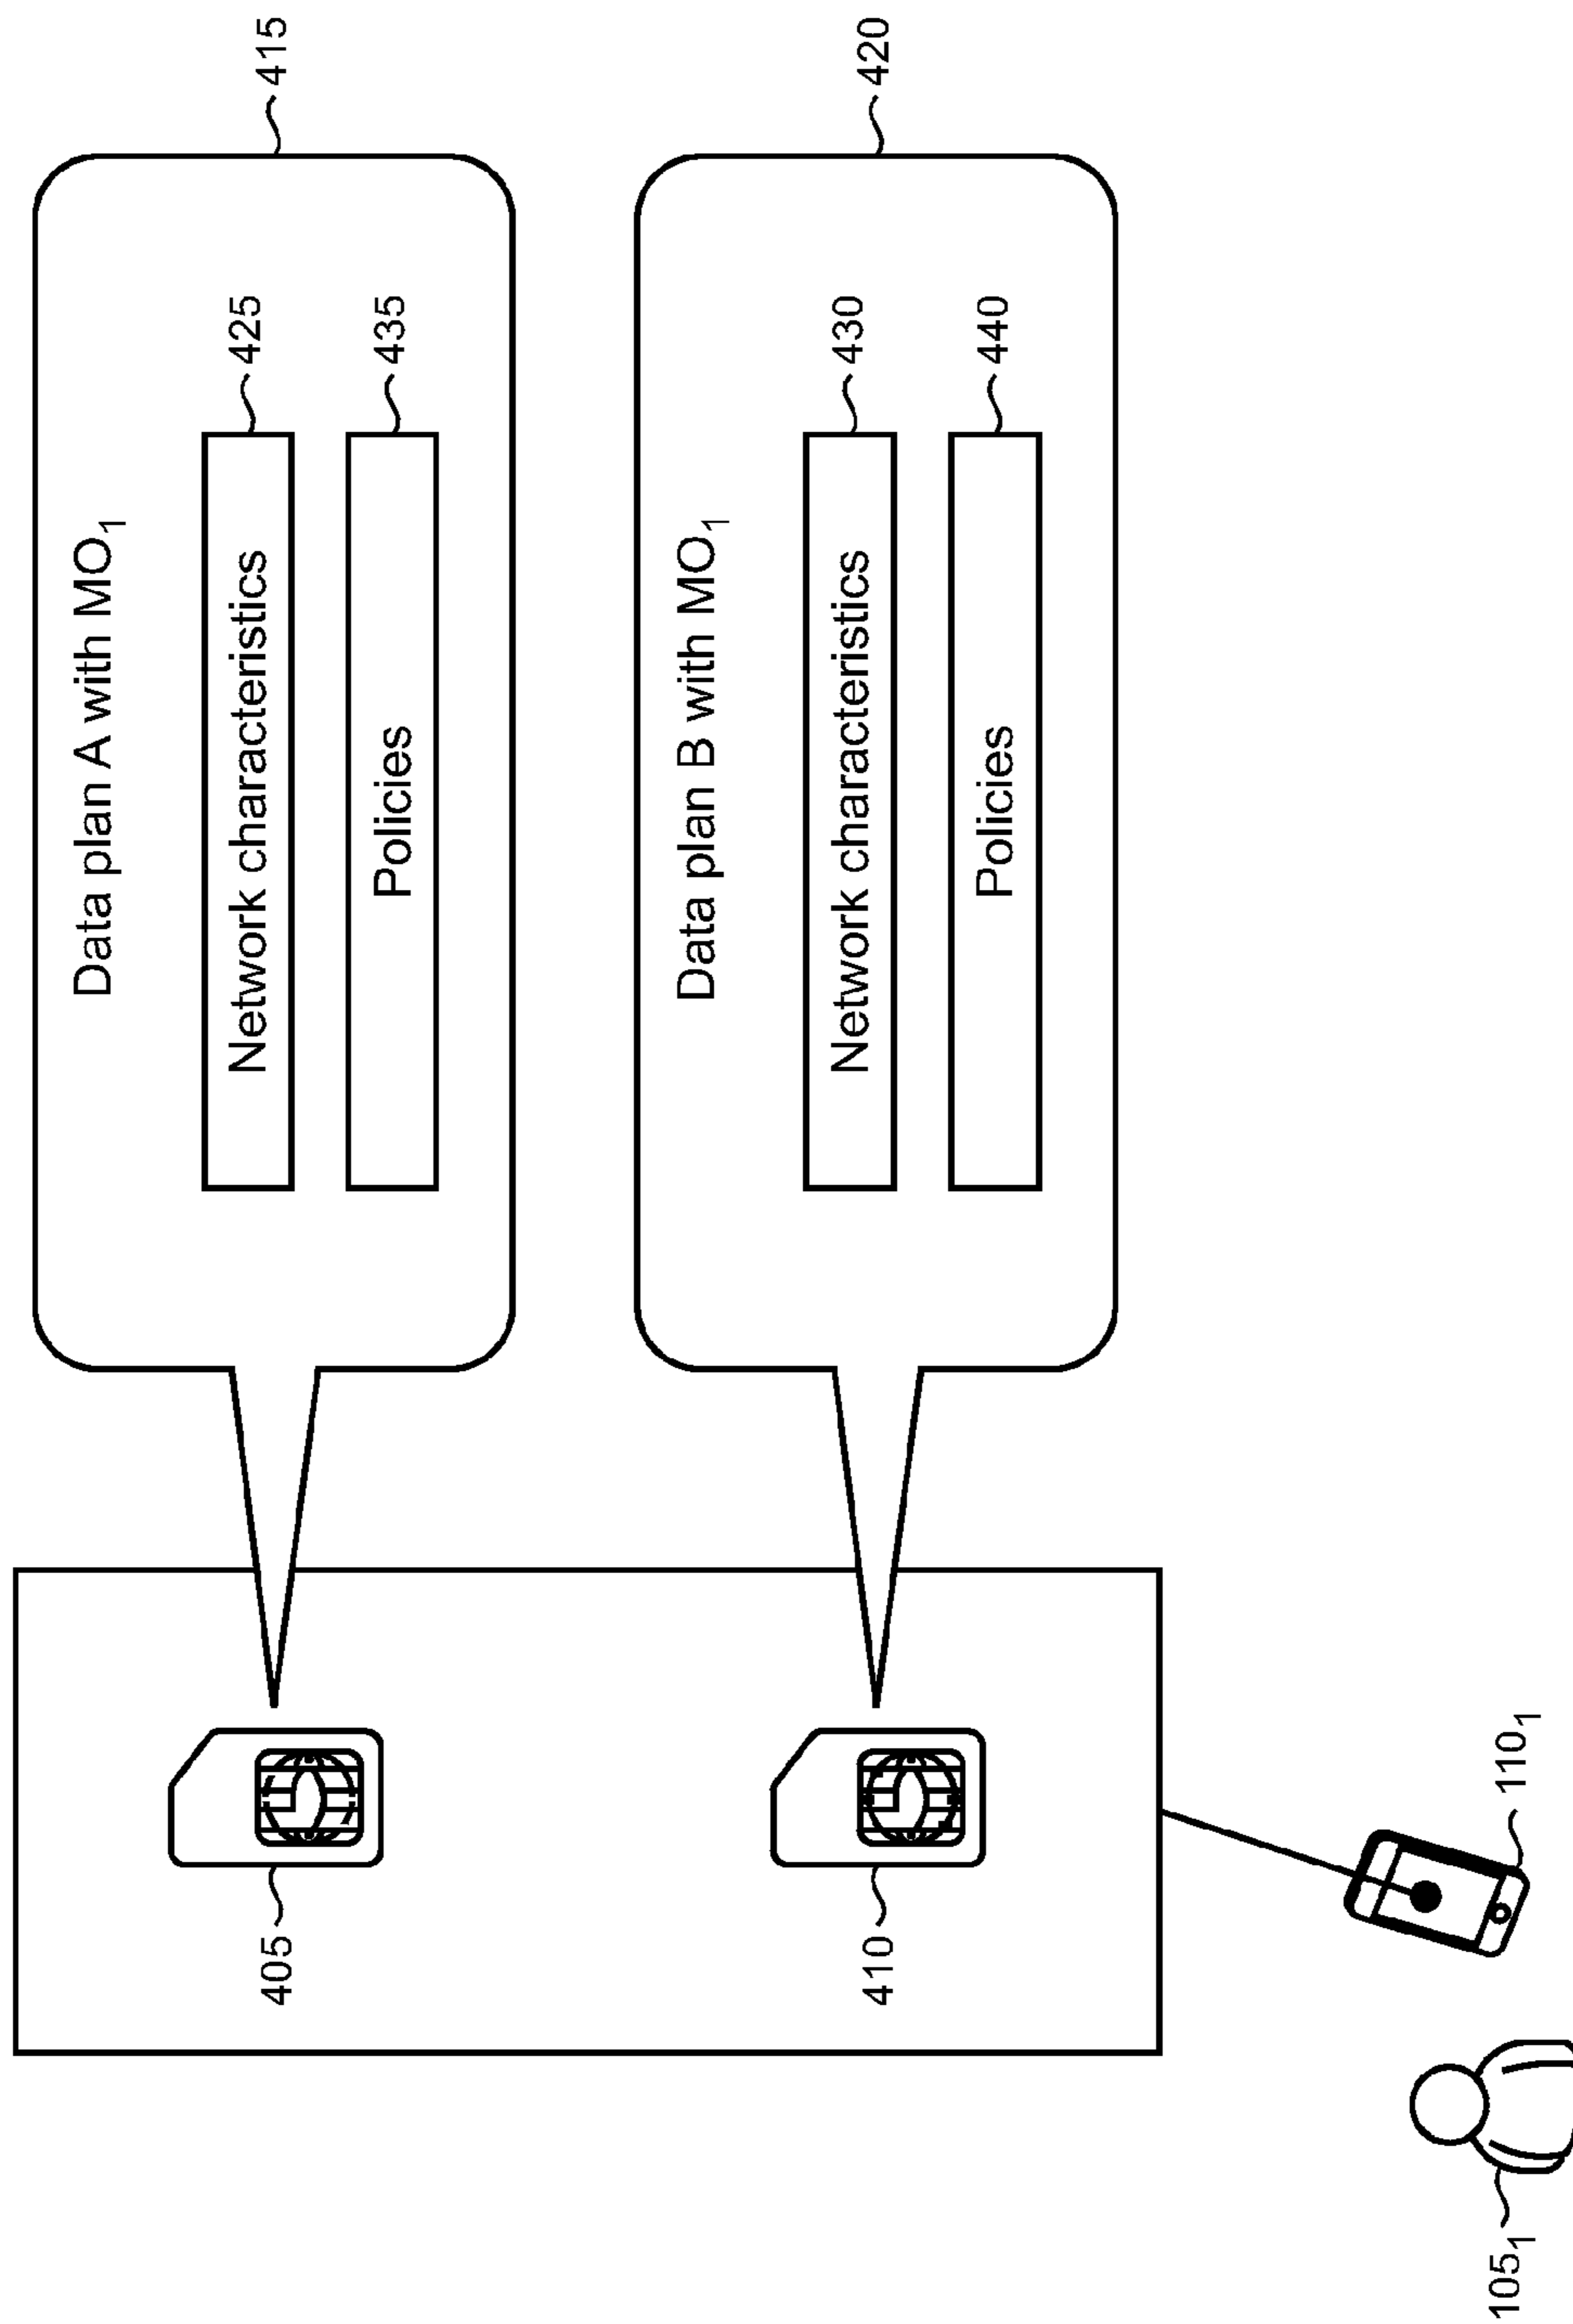 405
Data plan A with MO1
Network characteristics
425
Policies
435
415
410
Data plan B with MO1
Network characteristics
430
Policies
440
420
1051
1101